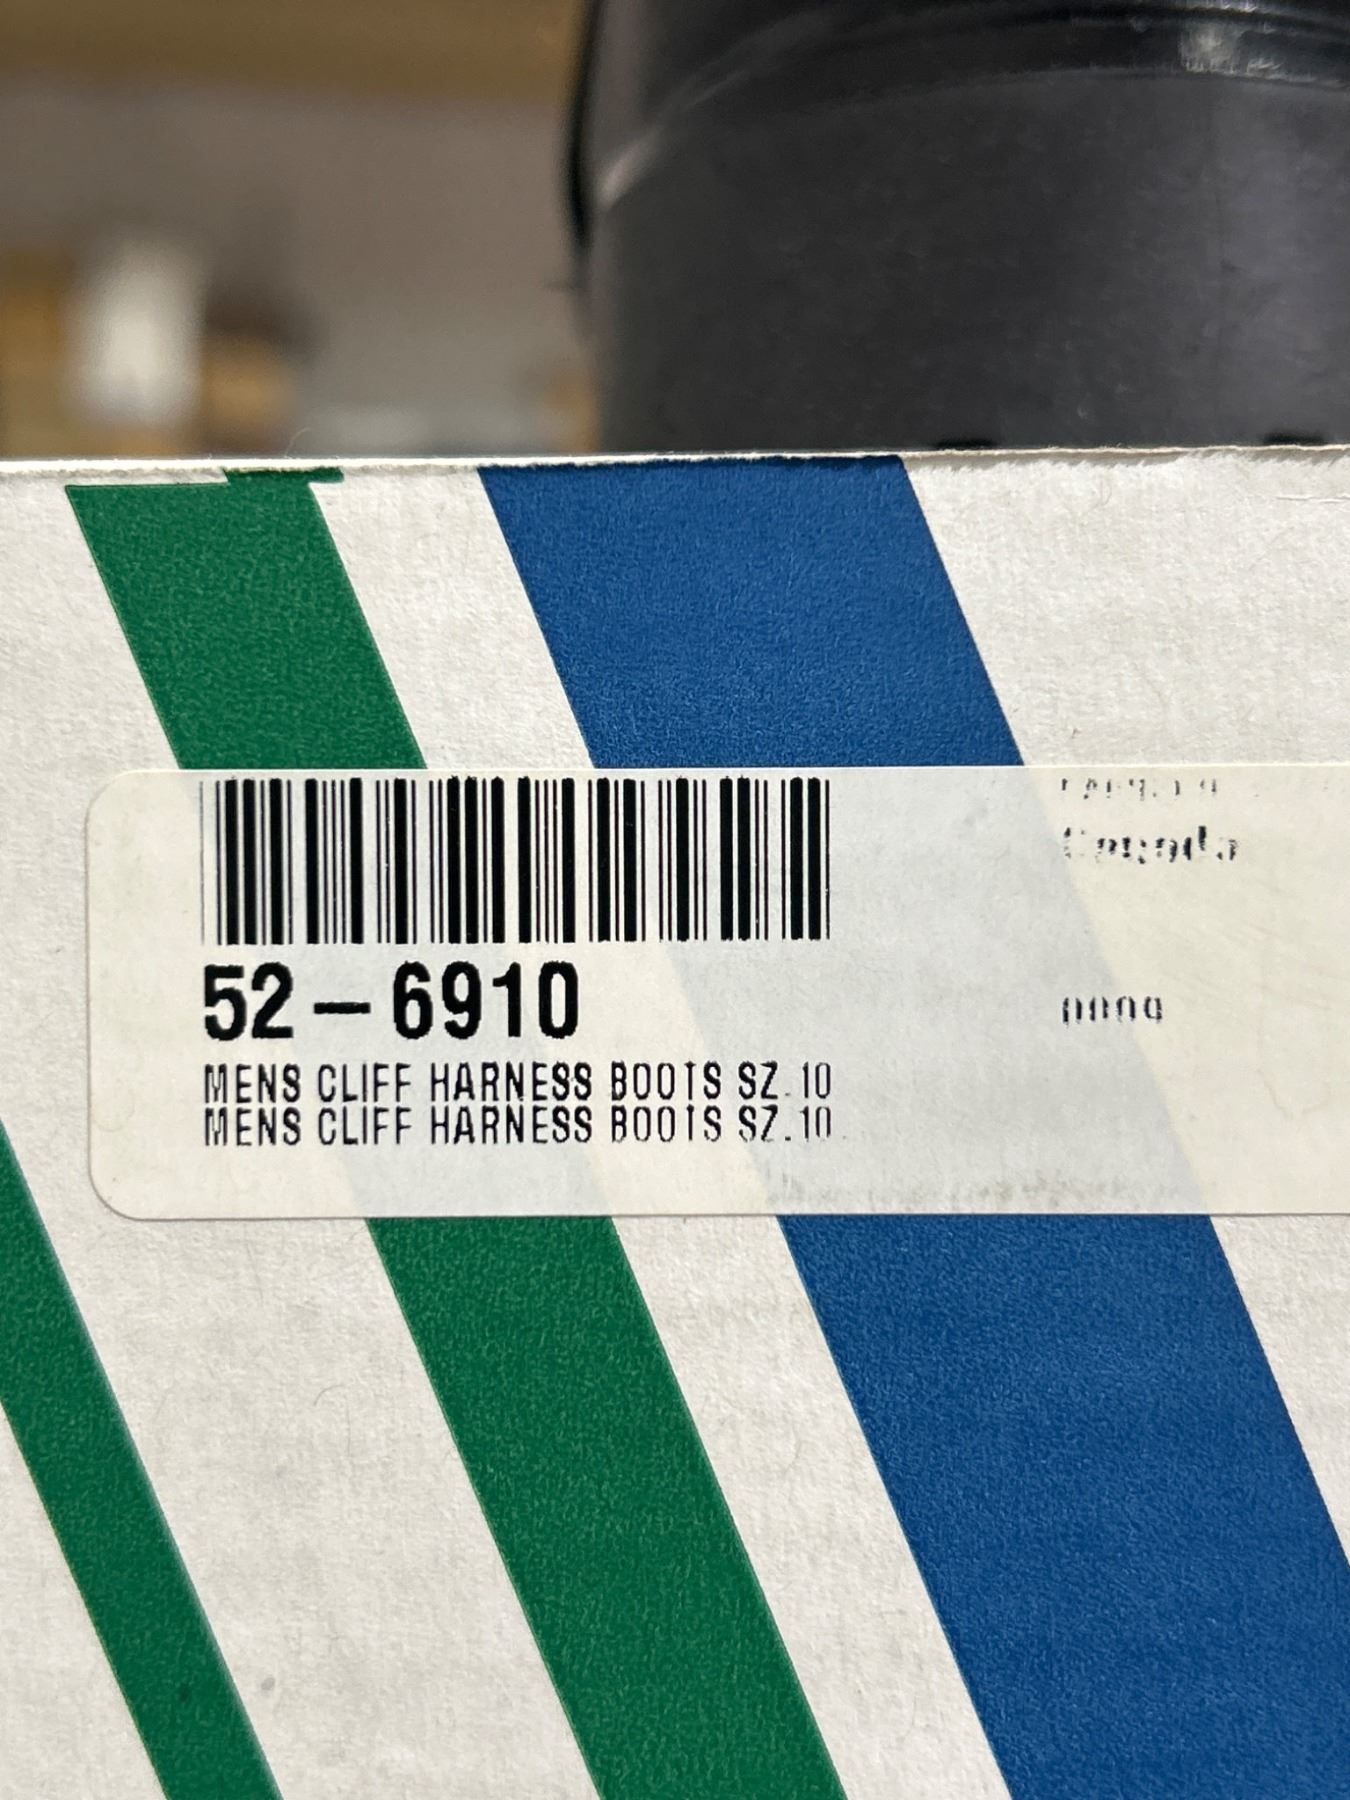 52-6910
MENS CLIFF HARNESS BOOTS SZ.10
MENS CLIFF HARNESS BOOTS SZ.10